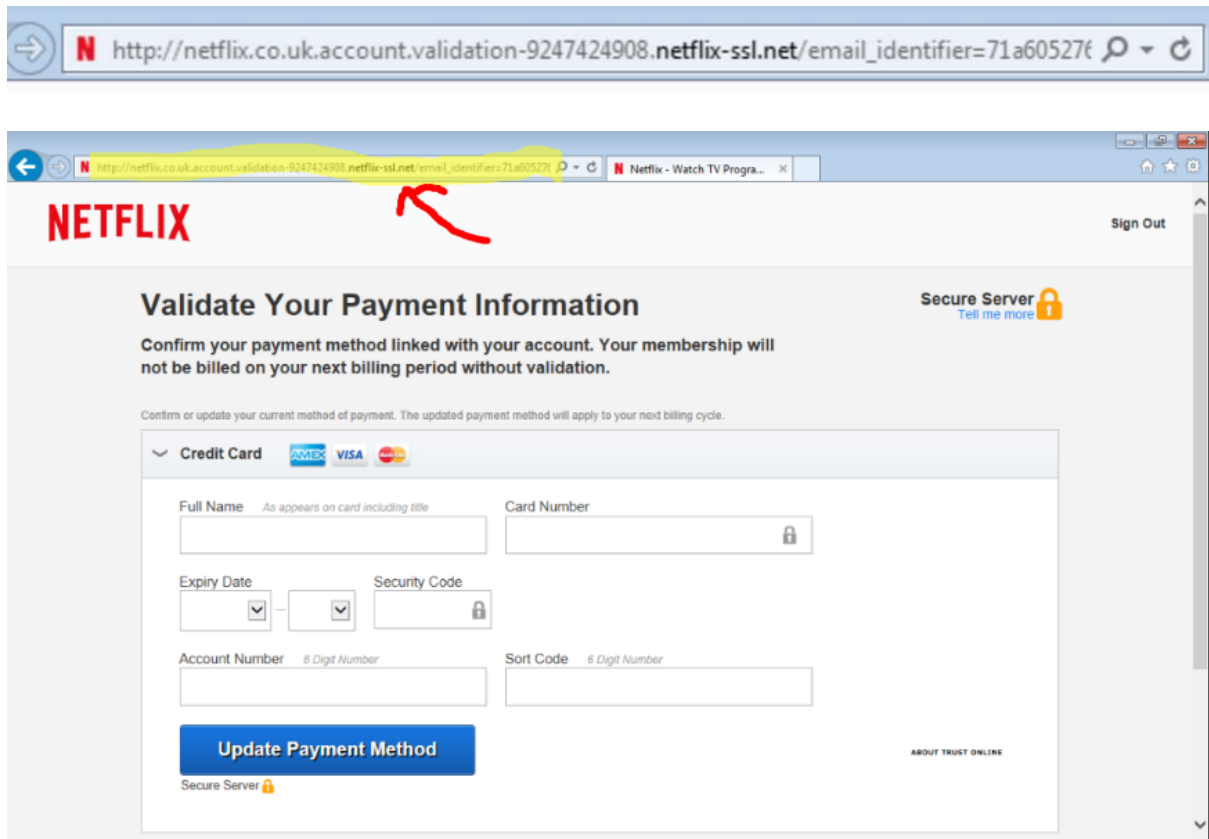 N http://netflix.co.uk.account.validation-9247424908.netflix-ssl.net/email_identifier=71a60527
N http://netflix.co.uk.account.validation-9247424908.netflix-ssl.net/email_identifier=71a60527 N Netflix - Watch TV Progra...
NETFLIX
Sign Out
Validate Your Payment Information
Secure Server
Tell me more
Confirm your payment method linked with your account. Your membership will
not be billed on your next billing period without validation.
Confirm or update your current method of payment. The updated payment method will apply to your next billing cycle.
Credit Card AMEX VISA MasterCard
Full Name As appears on card including title Card Number
Expiry Date Security Code
Account Number 8 Digit Number Sort Code 6 Digit Number
Update Payment Method
ABOUT TRUST ONLINE
Secure Server